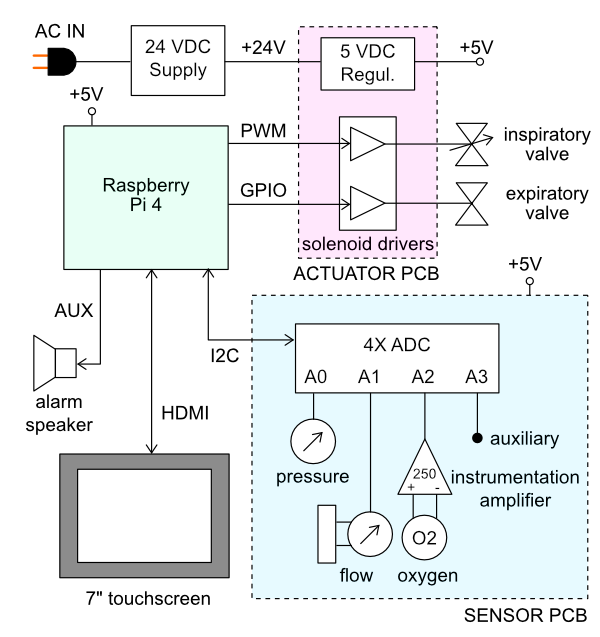 AC IN
24 VDC
Supply
+24V
5 VDC
Regul.
+5V
+5V
Raspberry
Pi 4
PWM
GPIO
inspiratory
valve
expiratory
valve
solenoid drivers
ACTUATOR PCB
+5V
AUX
I2C
HDMI
alarm
speaker
4X ADC
A0 A1 A2 A3
auxiliary
pressure
250
+ -
instrumentation
amplifier
O2
flow
oxygen
7" touchscreen
SENSOR PCB